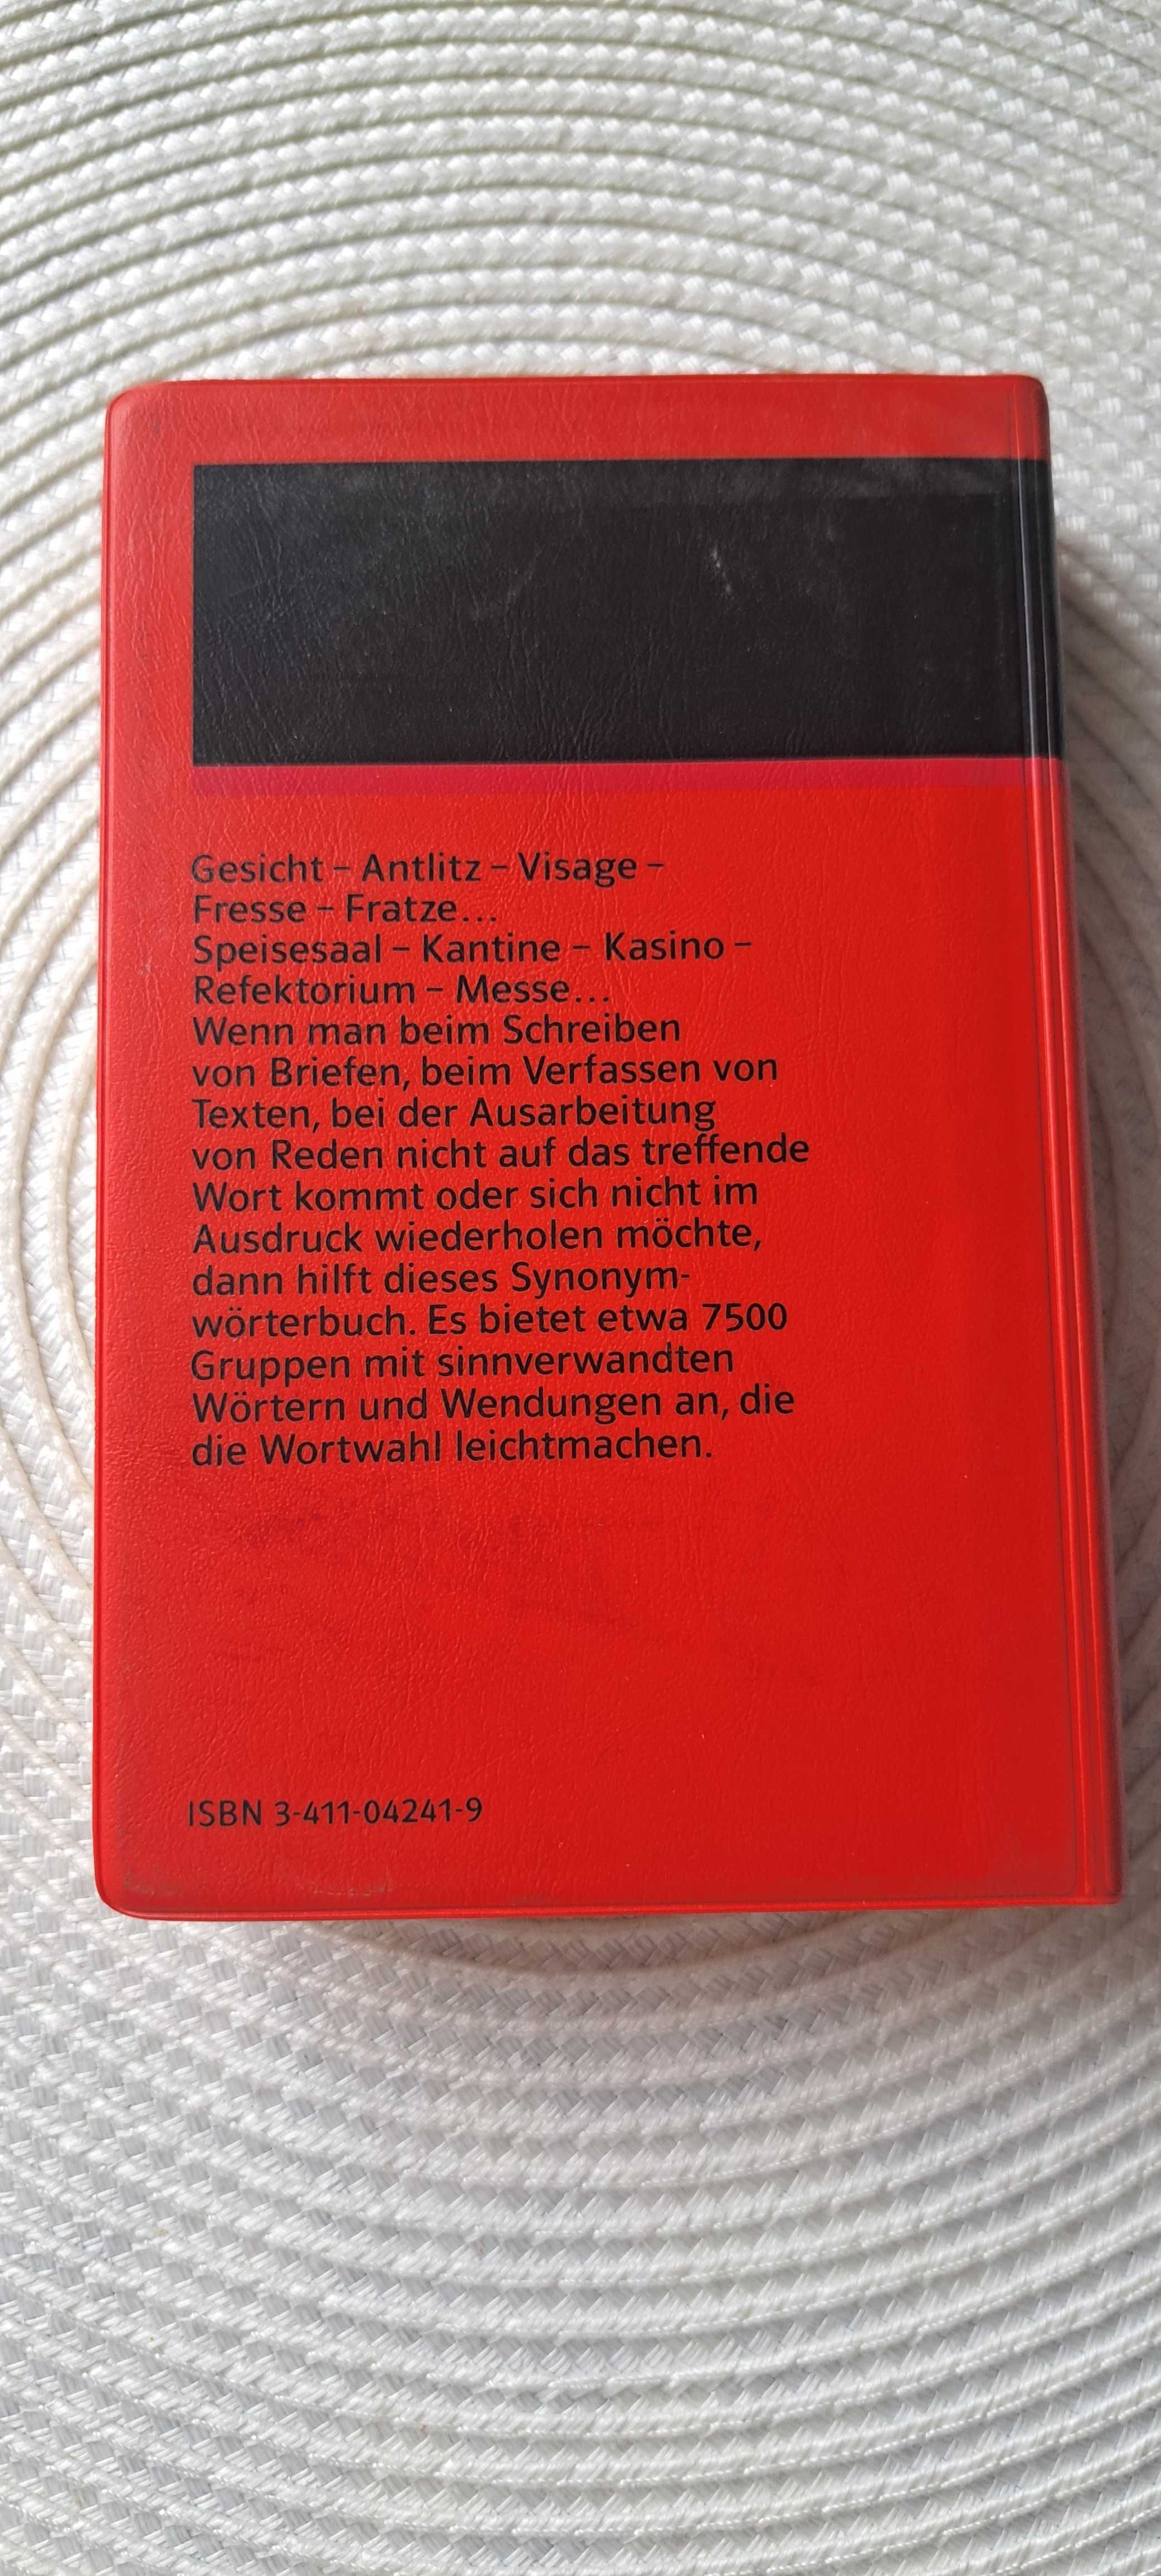 Gesicht – Antlitz – Visage –
Fresse – Fratze...
Speisesaal – Kantine – Kasino –
Refektorium – Messe...
Wenn man beim Schreiben
von Briefen, beim Verfassen von
Texten, bei der Ausarbeitung
von Reden nicht auf das treffende
Wort kommt oder sich nicht im
Ausdruck wiederholen möchte,
dann hilft dieses Synonym-
wörterbuch. Es bietet etwa 7500
Gruppen mit sinnverwandten
Wörtern und Wendungen an, die
die Wortwahl leichtmachen.
ISBN 3-411-04241-9